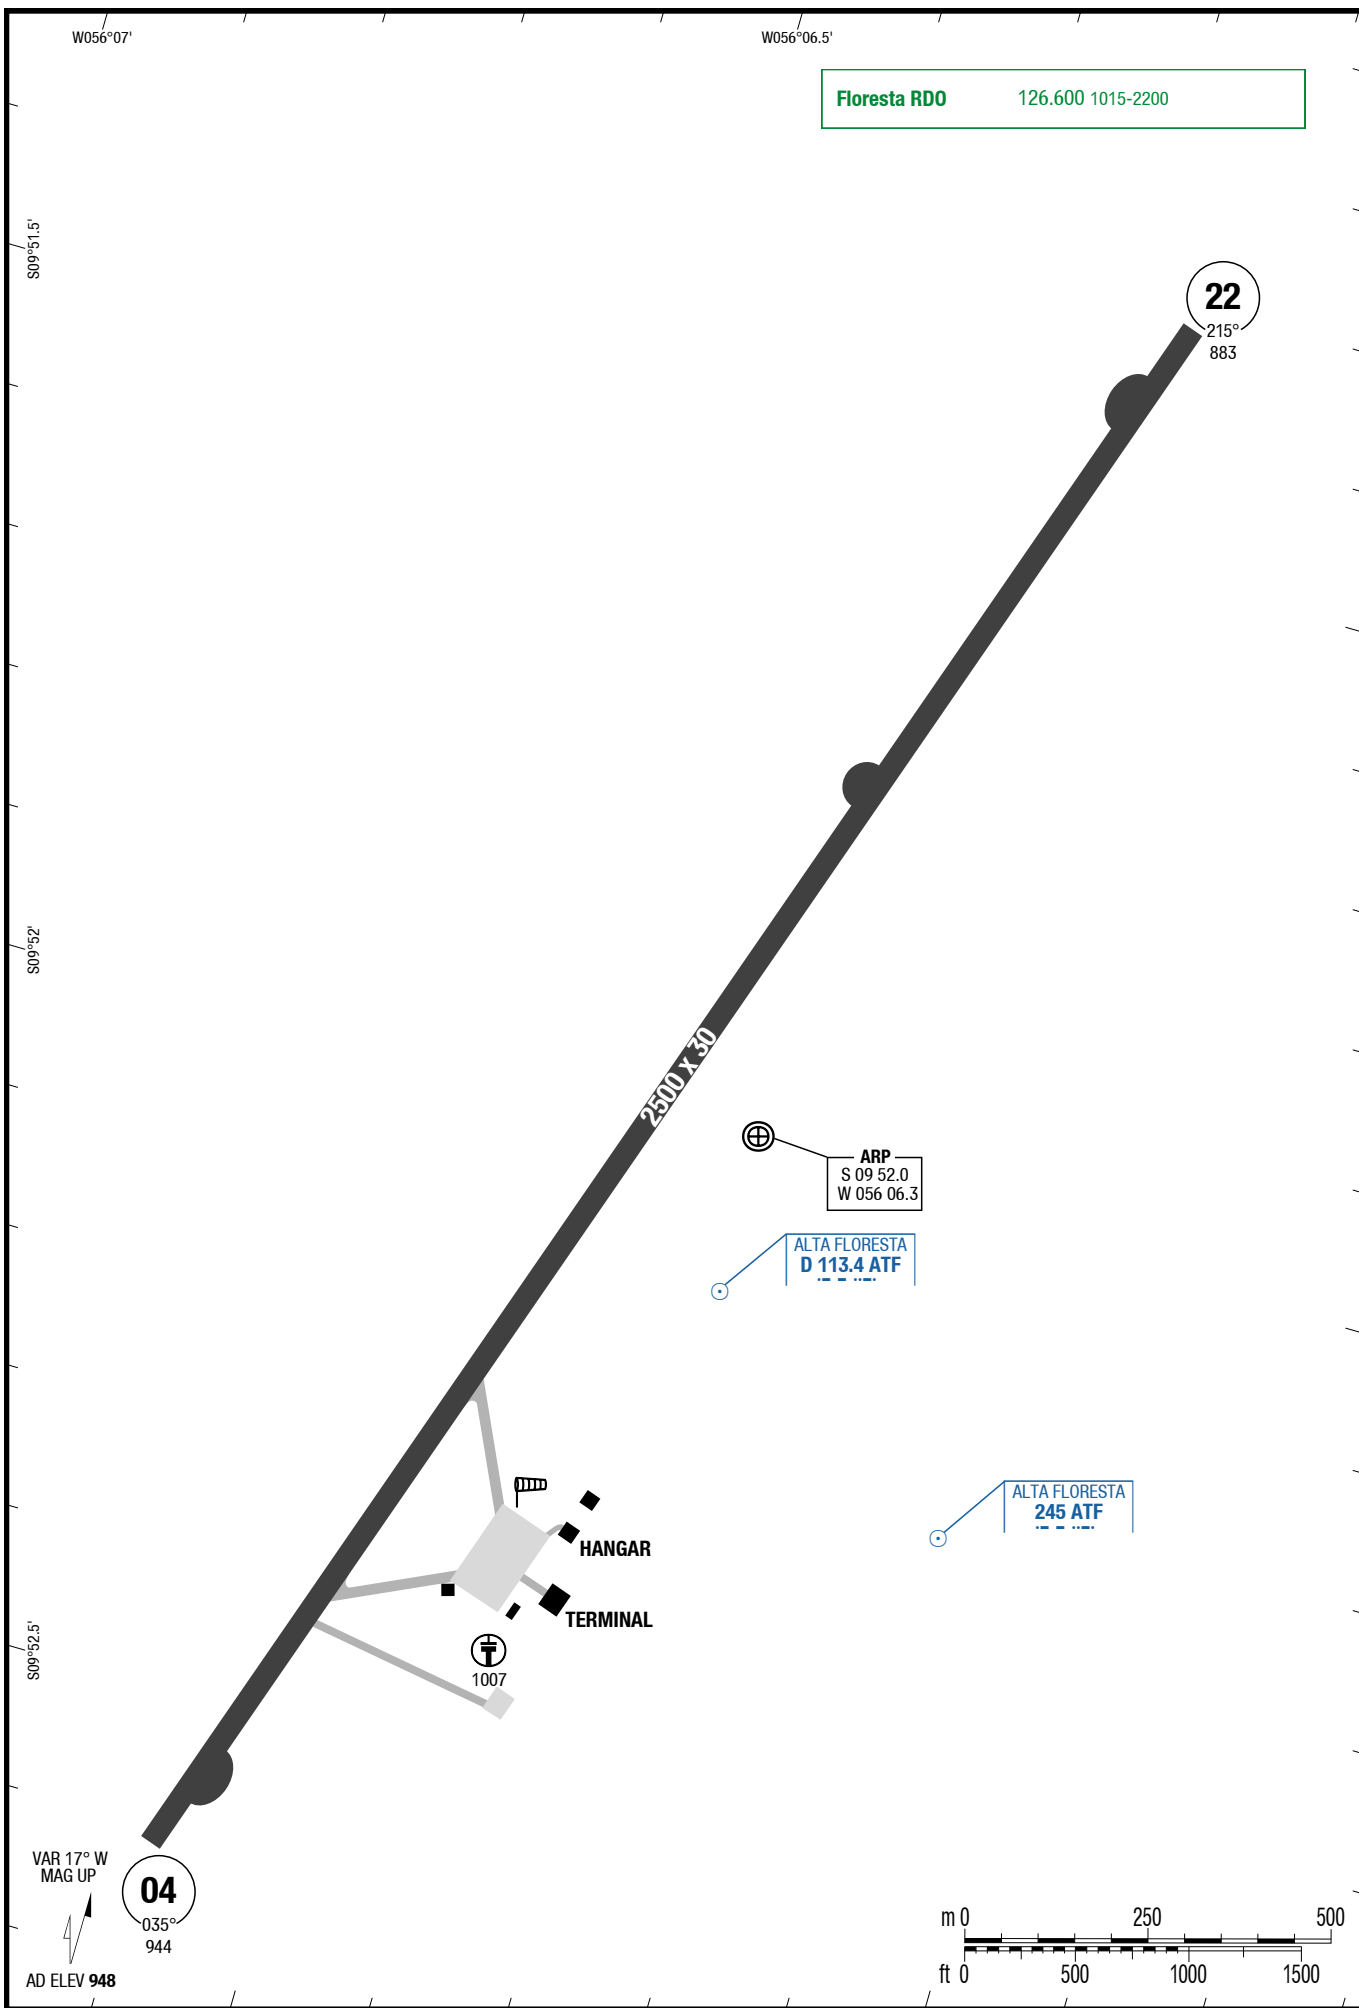 W056°07'
W056°06.5'
Floresta RDO 126.600 1015-2200
S09°51.5'
22
215°
883
S09°52'
2500 x 30
ARP
S 09 52.0
W 056 06.3
ALTA FLORESTA
D 113.4 ATF
ALTA FLORESTA
245 ATF
HANGAR
TERMINAL
S09°52.5'
1007
VAR 17° W
MAG UP
04
035°
944
AD ELEV 948
m 0 250 500
ft 0 500 1000 1500